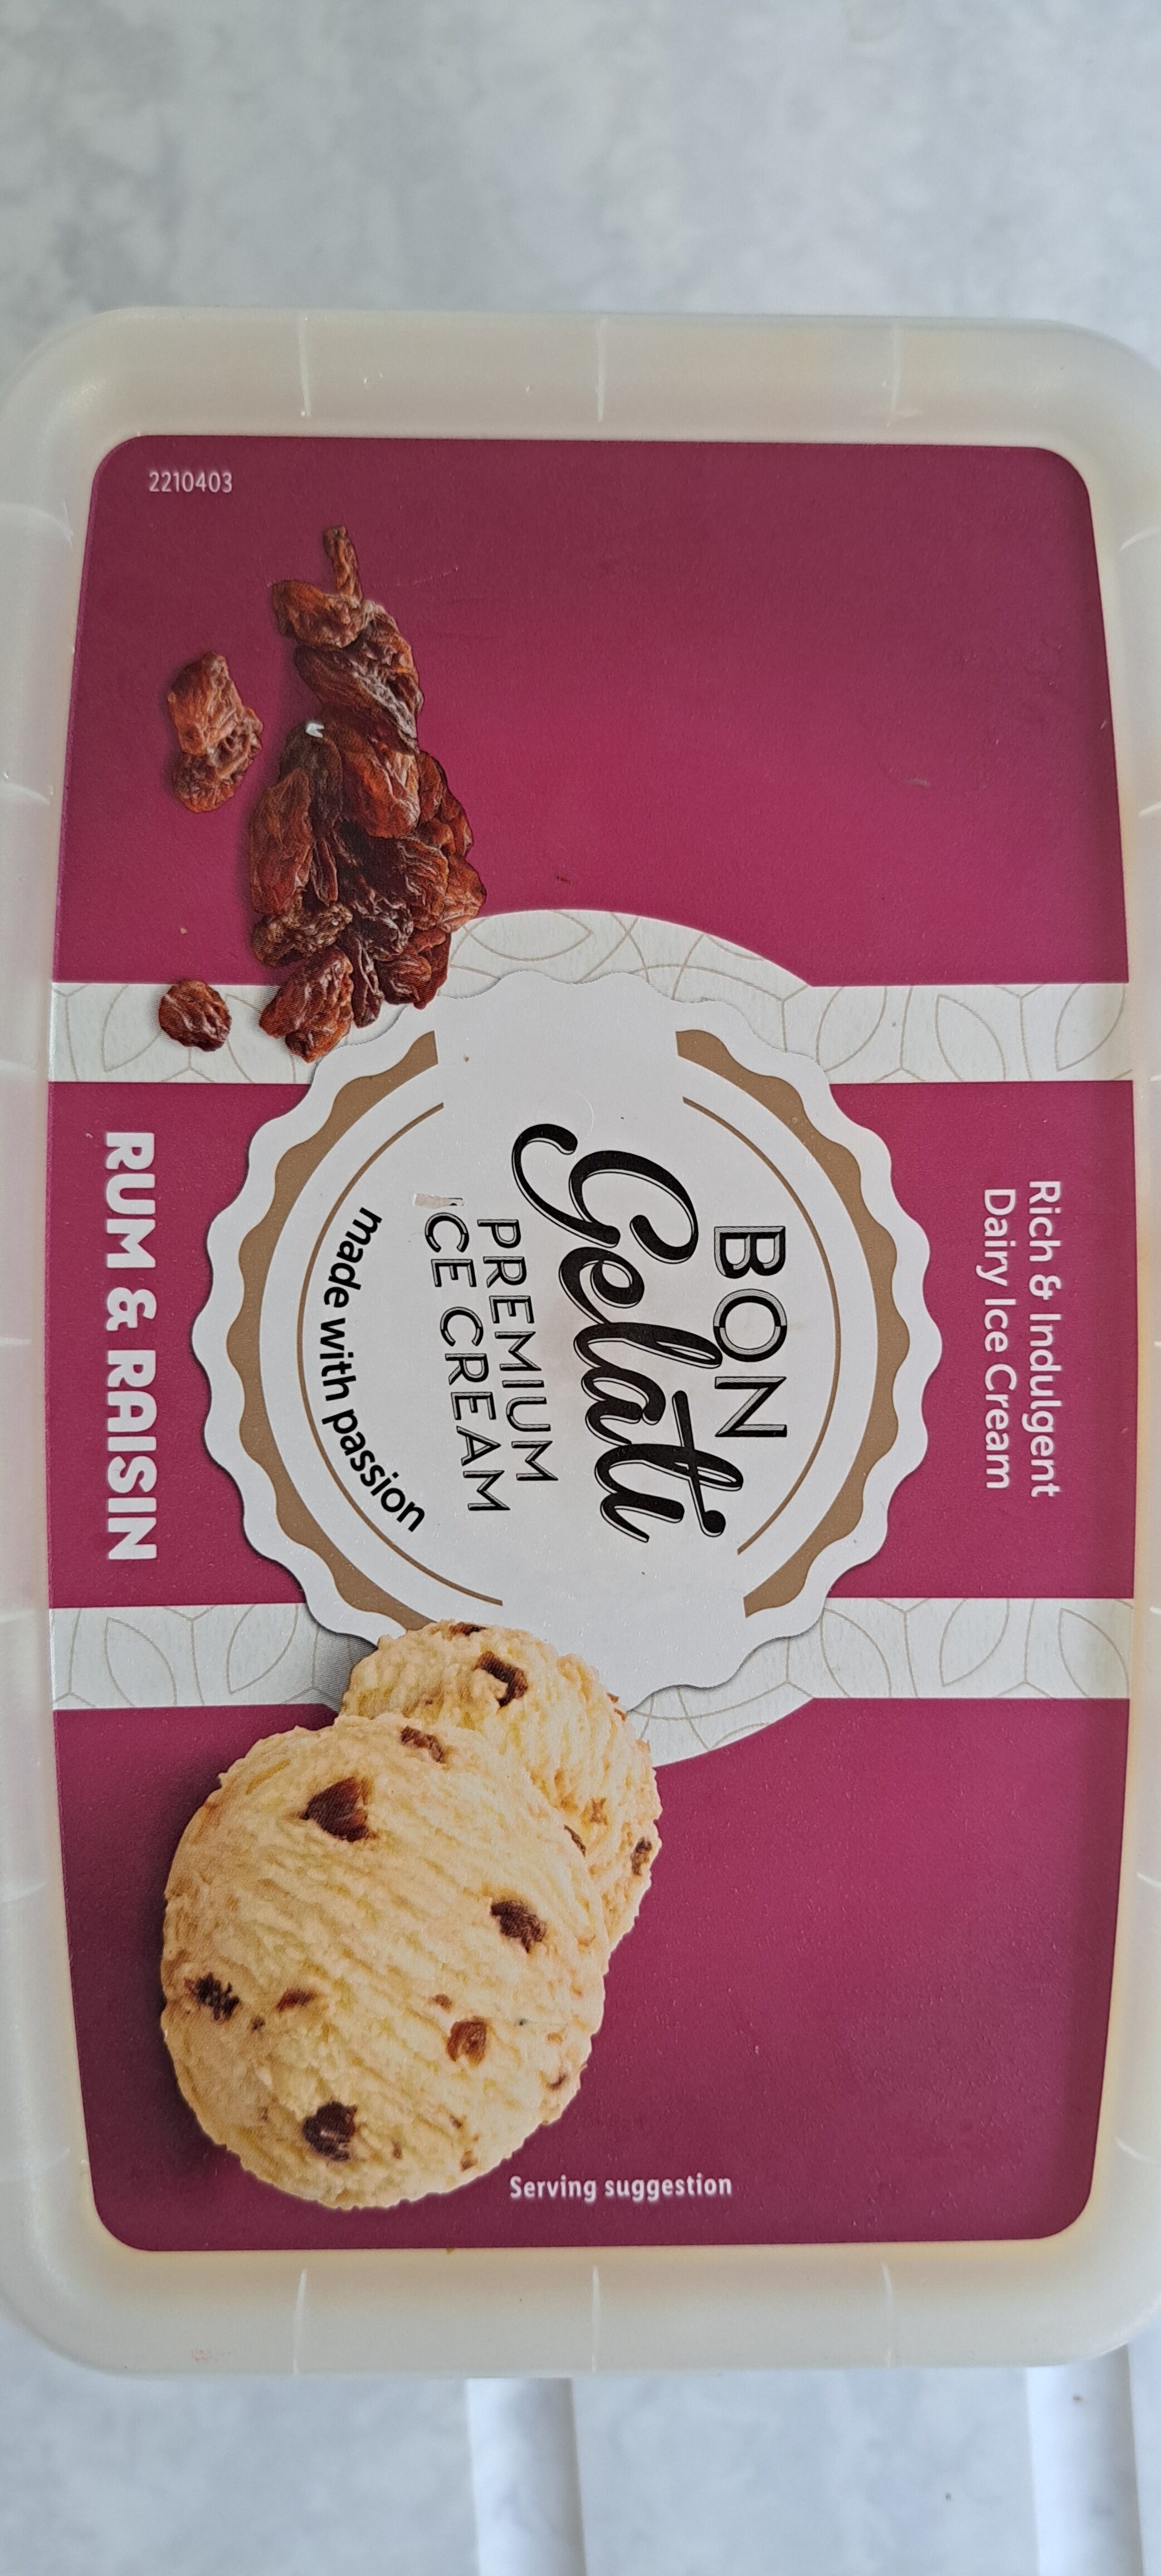 Rich & Indulgent
Dairy Ice Cream
BON
Gelati
PREMIUM
ICE CREAM
made with passion
RUM & RAISIN
2210403
Serving suggestion